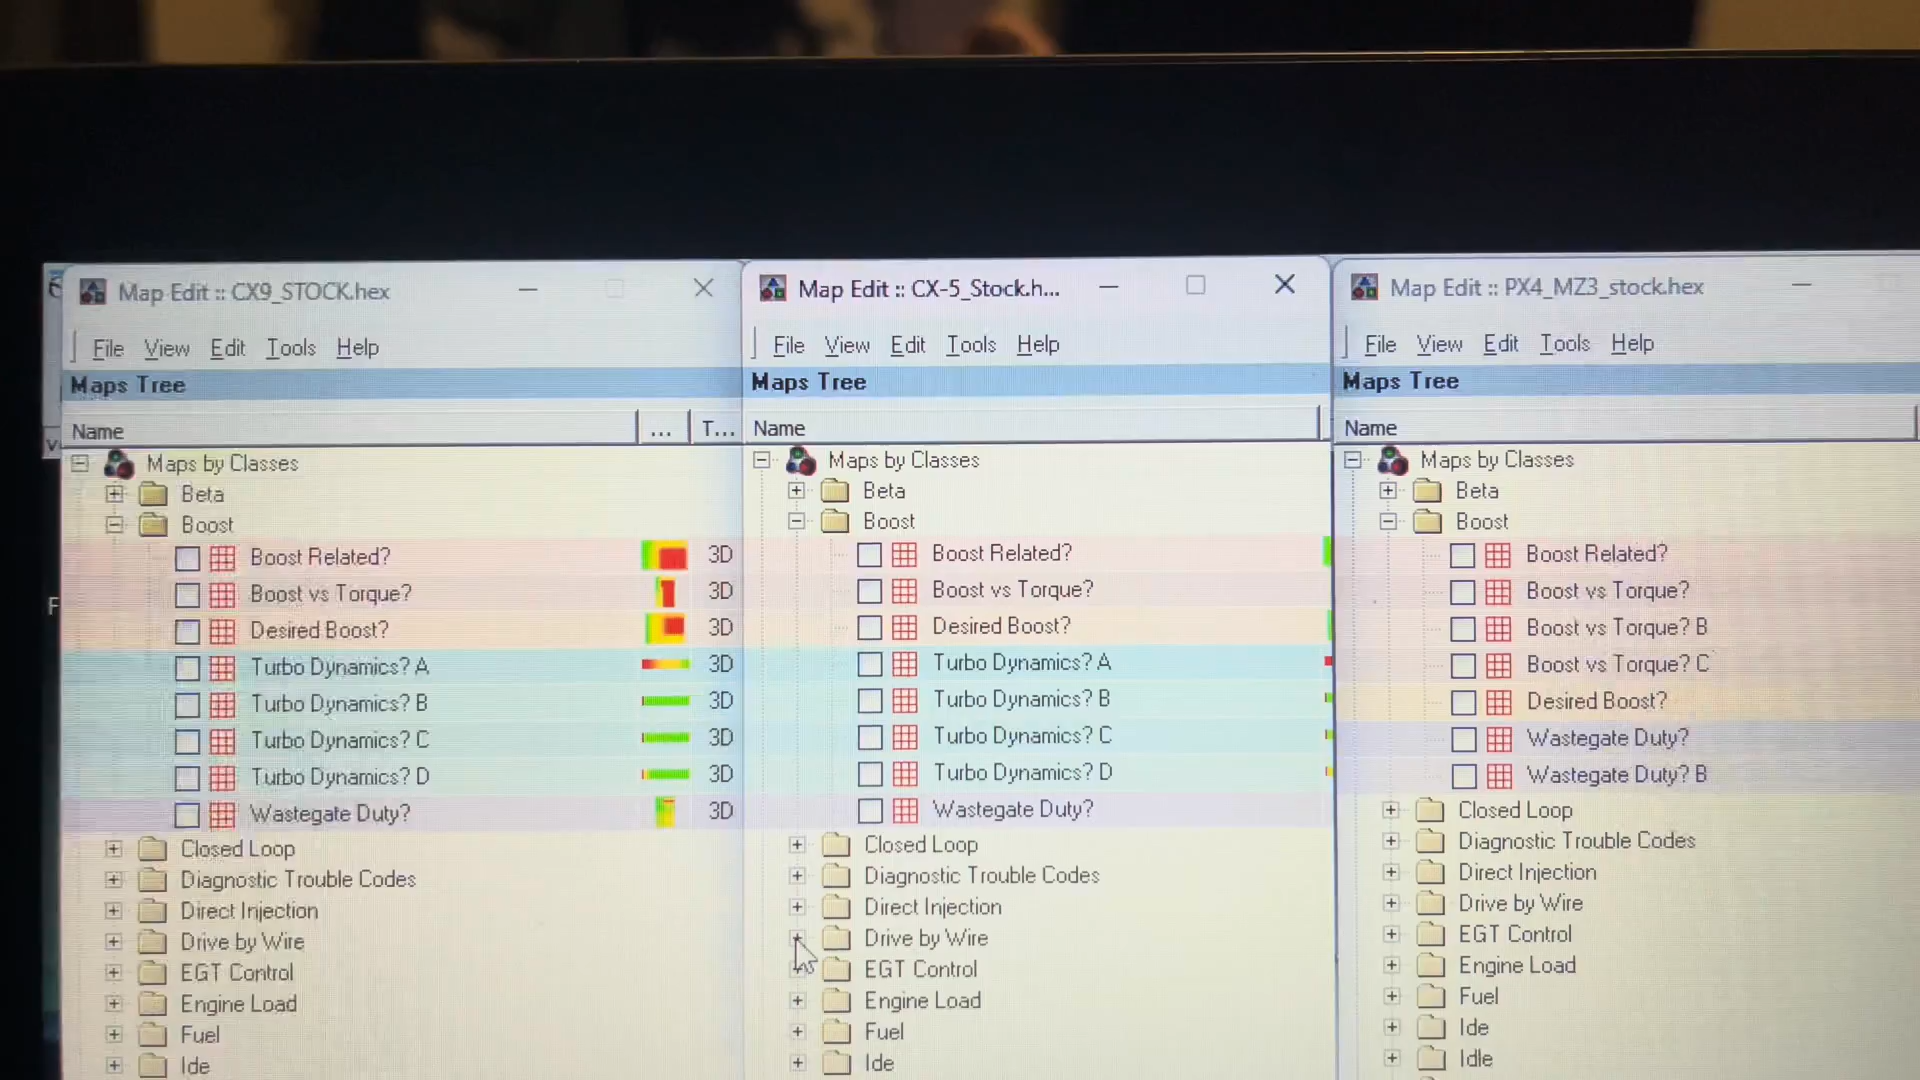 Map Edit :: CX9_STOCK.hex
File View Edit Tools Help
Maps Tree
Name ... T...
Maps by Classes
Beta
Boost
Boost Related? 3D
Boost vs Torque? 3D
Desired Boost? 3D
Turbo Dynamics? A 3D
Turbo Dynamics? B 3D
Turbo Dynamics? C 3D
Turbo Dynamics? D 3D
Wastegate Duty? 3D
Closed Loop
Diagnostic Trouble Codes
Direct Injection
Drive by Wire
EGT Control
Engine Load
Fuel
Ide
Map Edit :: CX-5_Stock.h...
File View Edit Tools Help
Maps Tree
Name
Maps by Classes
Beta
Boost
Boost Related?
Boost vs Torque?
Desired Boost?
Turbo Dynamics? A
Turbo Dynamics? B
Turbo Dynamics? C
Turbo Dynamics? D
Wastegate Duty?
Closed Loop
Diagnostic Trouble Codes
Direct Injection
Drive by Wire
EGT Control
Engine Load
Fuel
Ide
Map Edit :: PX4_MZ3_stock.hex
File View Edit Tools Help
Maps Tree
Name
Maps by Classes
Beta
Boost
Boost Related?
Boost vs Torque?
Boost vs Torque? B
Boost vs Torque? C
Desired Boost?
Wastegate Duty?
Wastegate Duty? B
Closed Loop
Diagnostic Trouble Codes
Direct Injection
Drive by Wire
EGT Control
Engine Load
Fuel
Ide
Idle